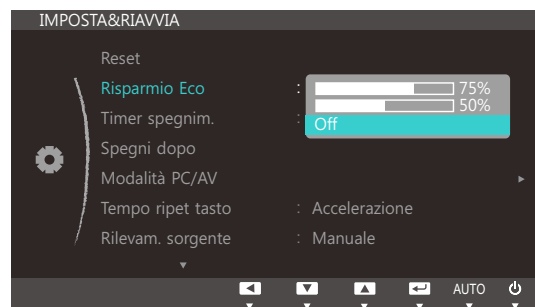 IMPOSTA&RIAVVIA
Reset
Risparmio Eco : 75%
50%
Off
Timer spegnim. :
Spegni dopo
Modalità PC/AV
Tempo ripet tasto : Accelerazione
Rilevam. sorgente : Manuale
AUTO